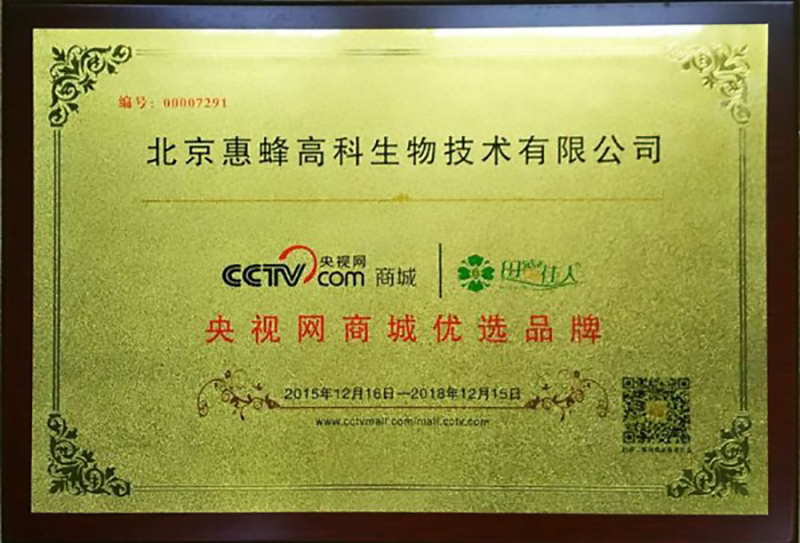 编号：00007291
北京惠蜂高科生物技术有限公司
CCTV com 央视网 商城
田 佳人
央视网商城优选品牌
2015年12月16日—2018年12月15日
www.cctvmall.com/mall.cctv.com